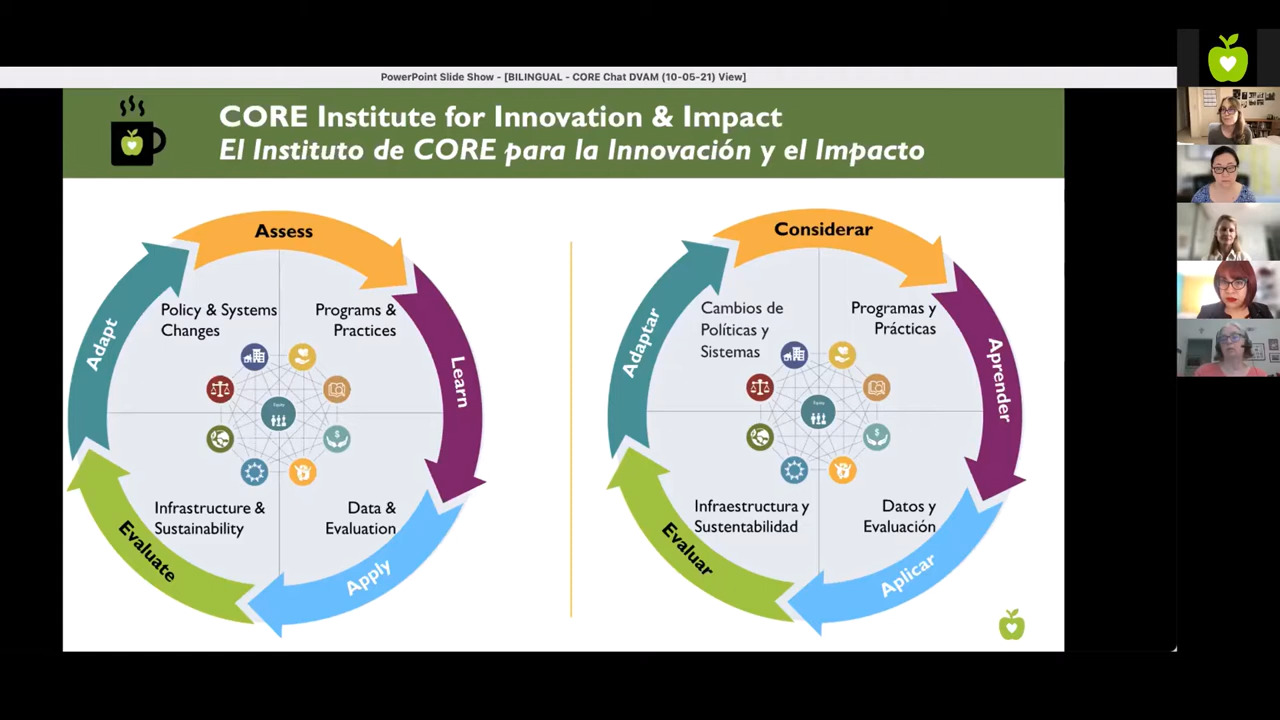 PowerPoint Slide Show - [BILINGUAL - CORE Chat DVAM (10-05-21) View]
CORE Institute for Innovation & Impact
El Instituto de CORE para la Innovación y el Impacto
Assess
Policy & Systems
Changes
Programs &
Practices
Adapt
Learn
Infrastructure &
Sustainability
Data &
Evaluation
Evaluate
Apply
Considerar
Cambios de
Políticas y
Sistemas
Programas y
Prácticas
Adaptar
Aprender
Infraestructura y
Sustentabilidad
Datos y
Evaluación
Evaluar
Aplicar